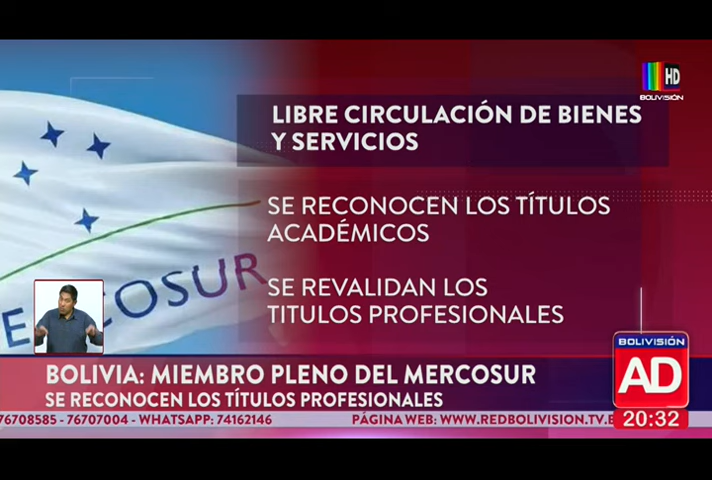 HD
BOLIVISIÓN
LIBRE CIRCULACIÓN DE BIENES
Y SERVICIOS
SE RECONOCEN LOS TÍTULOS
ACADÉMICOS
SE REVALIDAN LOS
TITULOS PROFESIONALES
MERCOSUR
BOLIVIA: MIEMBRO PLENO DEL MERCOSUR
SE RECONOCEN LOS TÍTULOS PROFESIONALES
BOLIVISIÓN
AD
20:32
76708585 - 76707004 - WHATSAPP: 74162146 PÁGINA WEB: WWW.REDBOLIVISION.TV.B